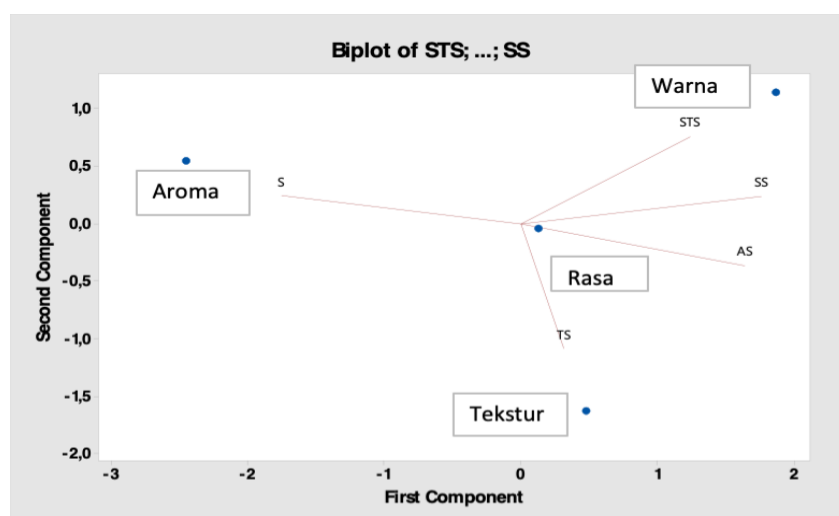 Biplot of STS; ...; SS
Warna
1,0
STS
0,5
S
SS
Aroma
0,0
AS
Rasa
-0,5
Second Component
-1,0
TS
-1,5
Tekstur
-2,0
-3
-2
-1
0
1
2
First Component